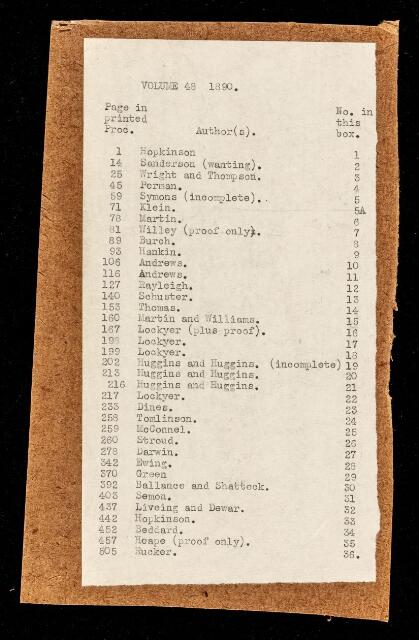 VOLUME 48 1890.
Page in printed Proc. Author(s). No. in this box.
1 Hopkinson 1
14 Sanderson (wanting). 2
25 Wright and Thompson. 3
45 Perman. 4
59 Symons (incomplete). 5
71 Klein. 5A
78 Martin. 6
81 Willey (proof only). 7
89 Burch. 8
93 Hankin. 9
106 Andrews. 10
116 Andrews. 11
127 Rayleigh. 12
140 Schuster. 13
153 Thomas. 14
160 Martin and Williams. 15
167 Lockyer (plus proof). 16
Lockyer. 17
199 Lockyer. 18
202 Huggins and Huggins. (incomplete) 19
213 Huggins and Huggins. 20
216 Huggins and Huggins. 21
217 Lockyer. 22
233 Dines. 23
258 Tomlinson. 24
259 McConnel. 25
260 Stroud. 26
278 Darwin. 27
342 Ewing. 28
370 Green 29
392 Ballance and Shattock. 30
403 Semon. 31
437 Liveing and Dewar. 32
442 Hopkinson. 33
452 Beddard. 34
457 Heape (proof only). 35
505 Rucker. 36.